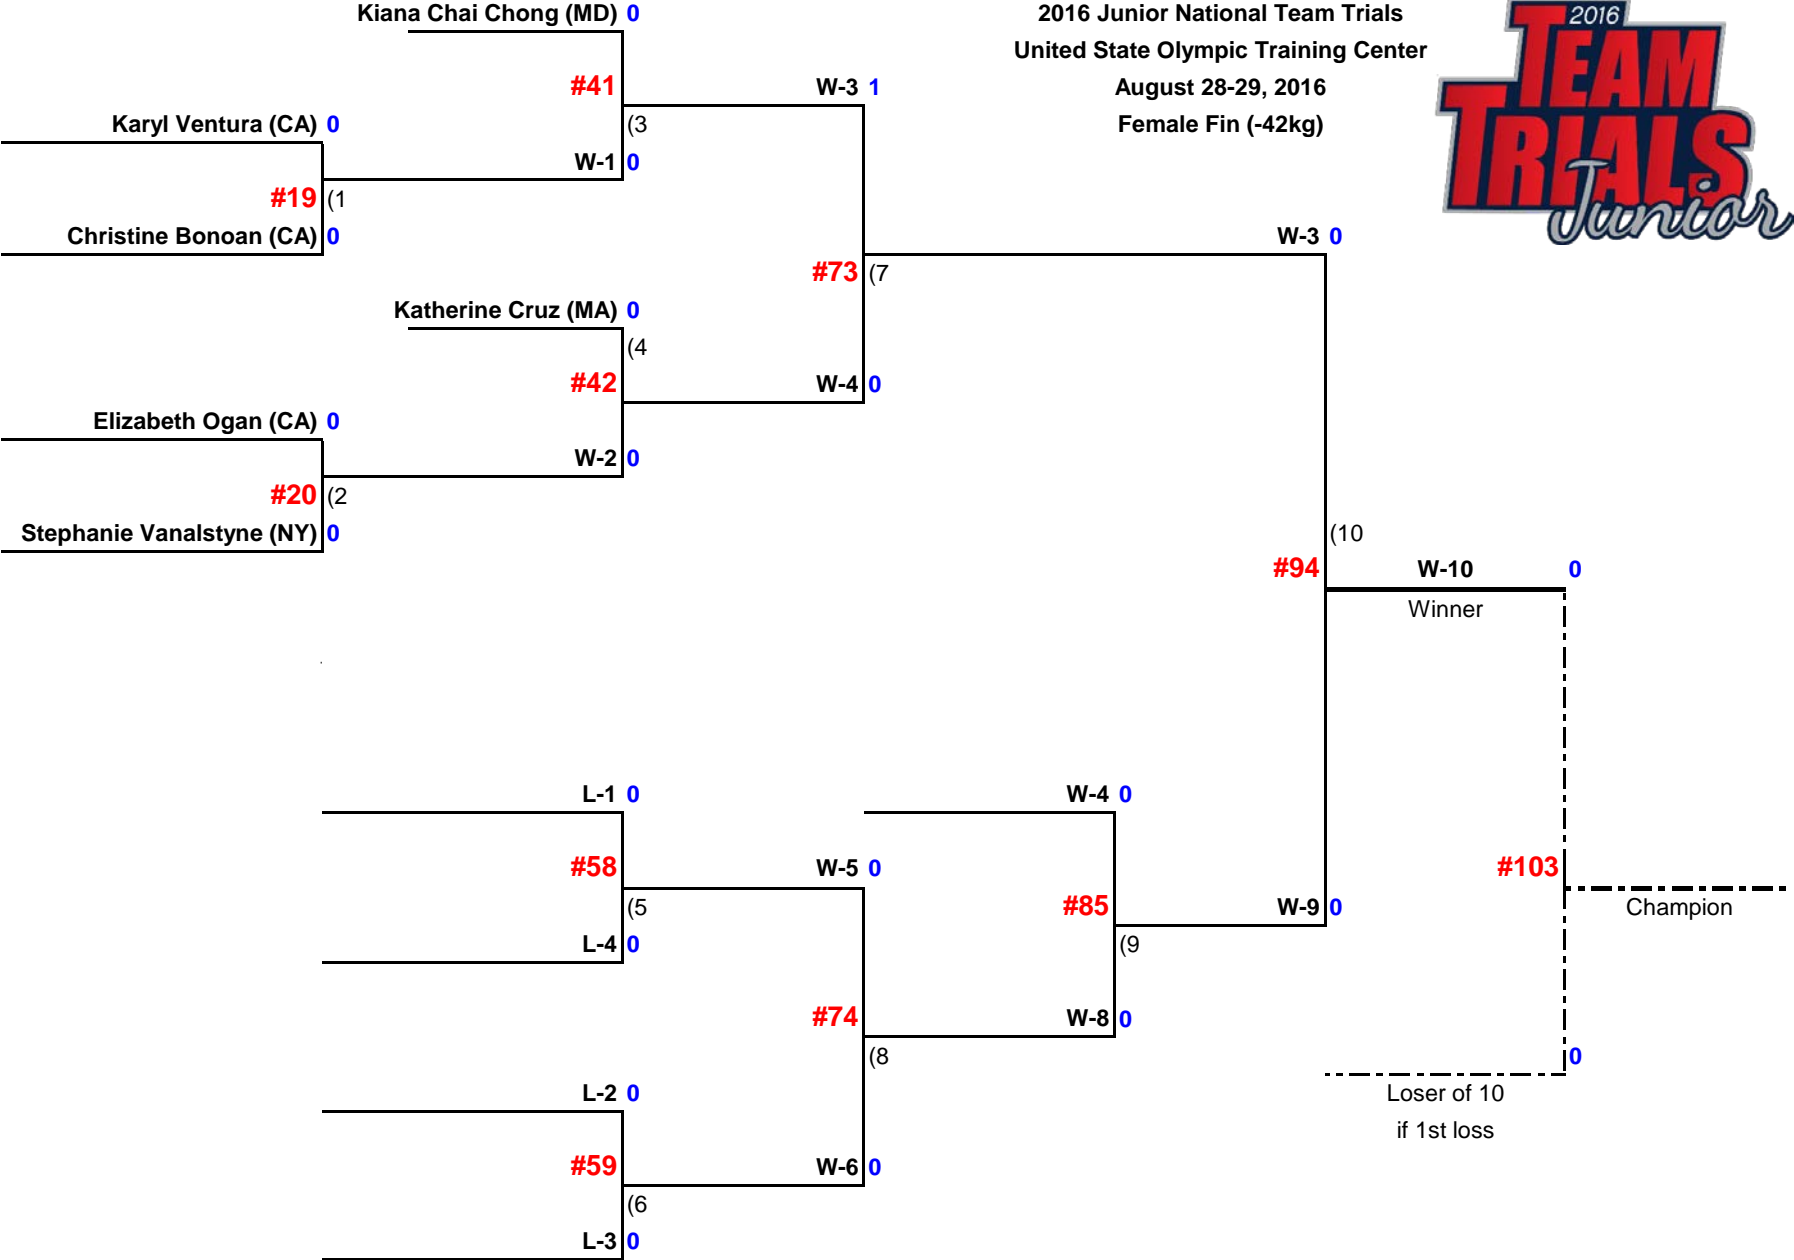 Kiana Chai Chong (MD) 0
2016 Junior National Team Trials
2016
TEAM
TRIALS
Junior
United State Olympic Training Center
#41
W-3 1
August 28-29, 2016
Karyl Ventura (CA) 0
(3
Female Fin (-42kg)
W-1 0
#19 (1
Christine Bonoan (CA) 0
W-3 0
#73 (7
Katherine Cruz (MA) 0
(4
#42
W-4 0
Elizabeth Ogan (CA) 0
W-2 0
#20 (2
Stephanie Vanalstyne (NY) 0
(10
#94
W-10 0
Winner
L-1 0
W-4 0
#58
W-5 0
#103
(5
#85
W-9 0
Champion
L-4 0
(9
#74
W-8 0
(8
0
L-2 0
Loser of 10
if 1st loss
#59
W-6 0
(6
L-3 0